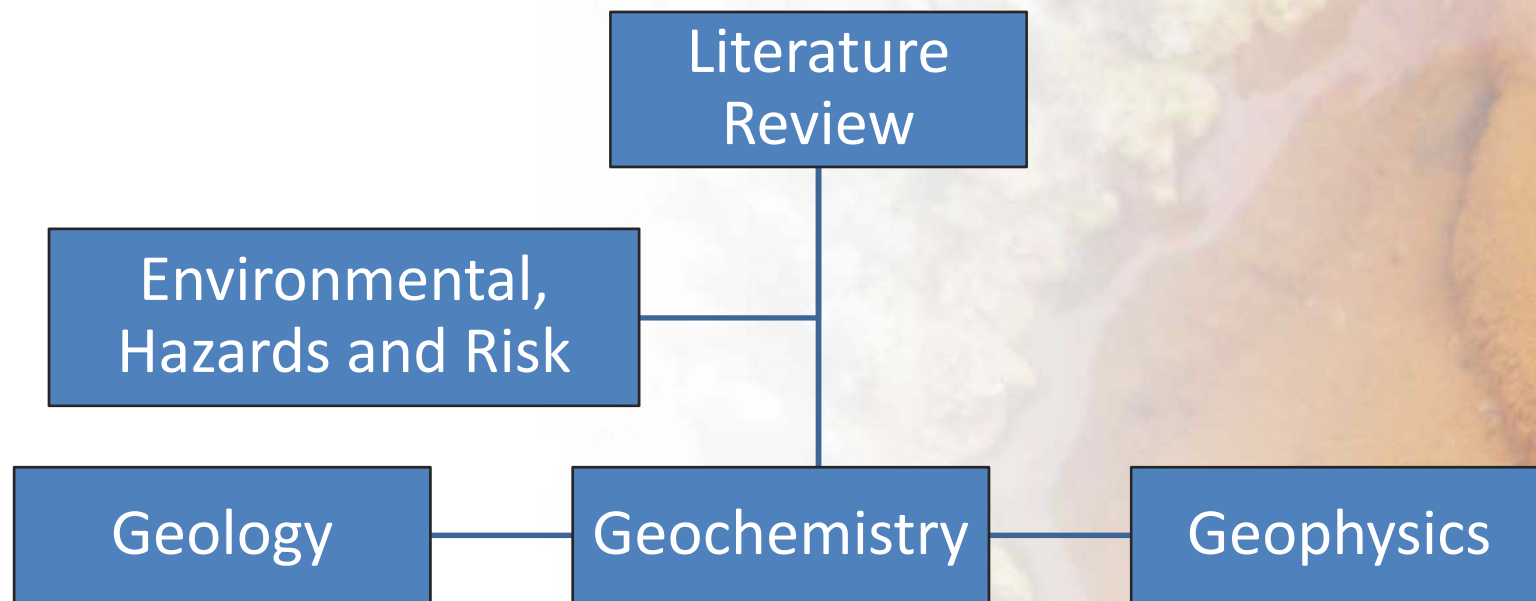 Literature
Review
Environmental,
Hazards and Risk
Geology
Geochemistry
Geophysics